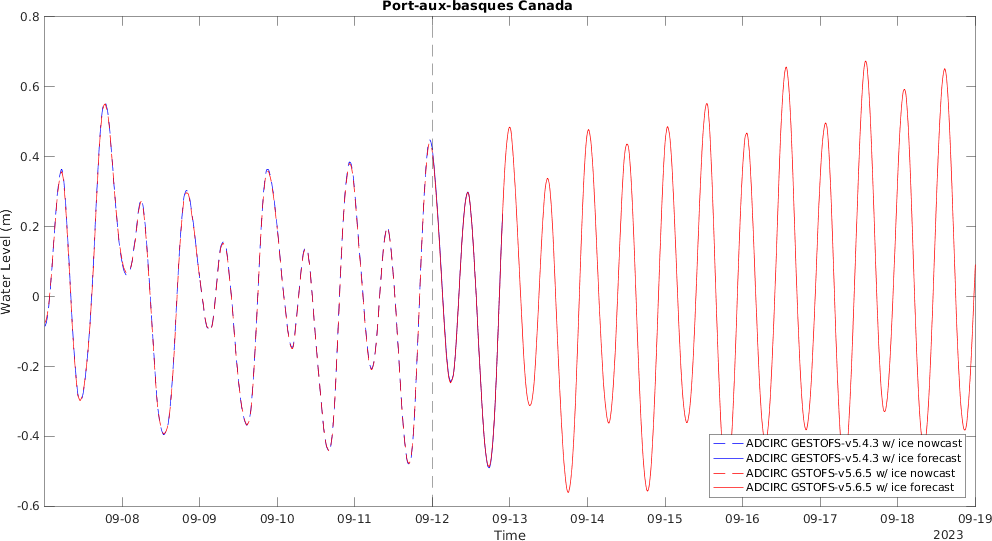 Port-aux-basques Canada
0.8
0.6
0.4
0.2
0
-0.2
-0.4
-0.6
Water Level (m)
ADCIRC GESTOFS-v5.4.3 w/ ice nowcast
ADCIRC GESTOFS-v5.4.3 w/ ice forecast
ADCIRC GSTOFS-v5.6.5 w/ ice nowcast
ADCIRC GSTOFS-v5.6.5 w/ ice forecast
09-08 09-09 09-10 09-11 09-12 09-13 09-14 09-15 09-16 09-17 09-18 09-19
Time
2023